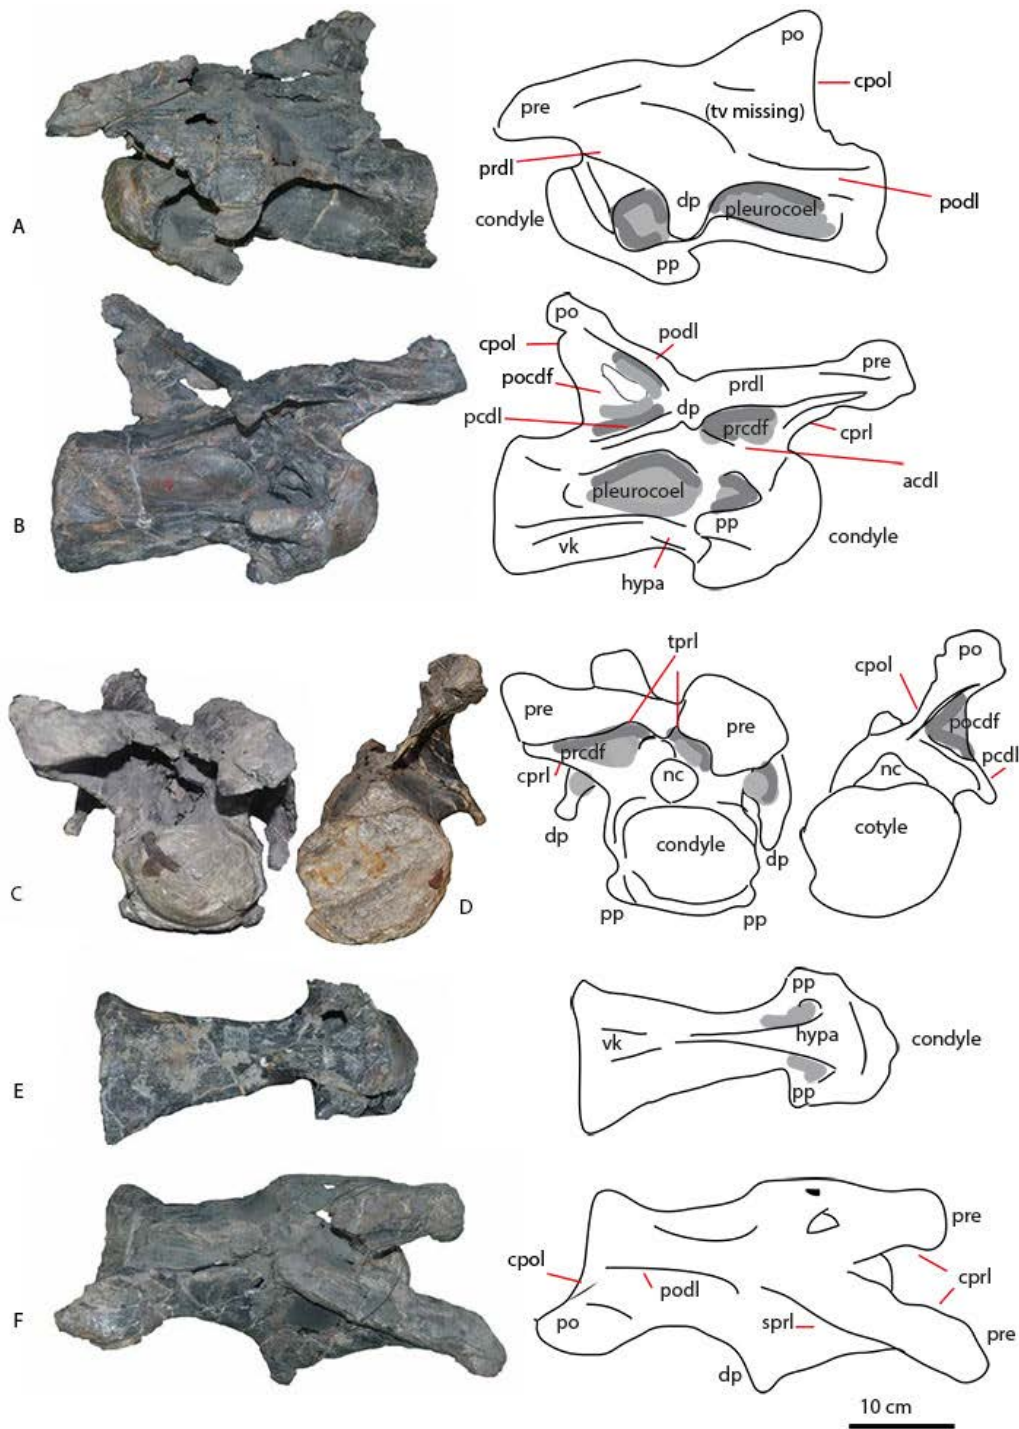 po
cpol
pre
(tv missing)
prdl
dp
pleurocoel
podl
condyle
A
pp
po
podl
cpol
pre
pocdf
prdl
dp
prcdf
pcdl
cprl
acdl
pleurocoel
B
pp
condyle
vk
hypa
tprl
po
cpol
pre
pre
pocdf
prcdf
pcdl
cprl
nc
nc
dp
condyle
cotyle
dp
C
D
pp
pp
pp
hypa
vk
condyle
E
pp
pre
cpol
cprl
podl
po
sprl
F
pre
dp
10 cm